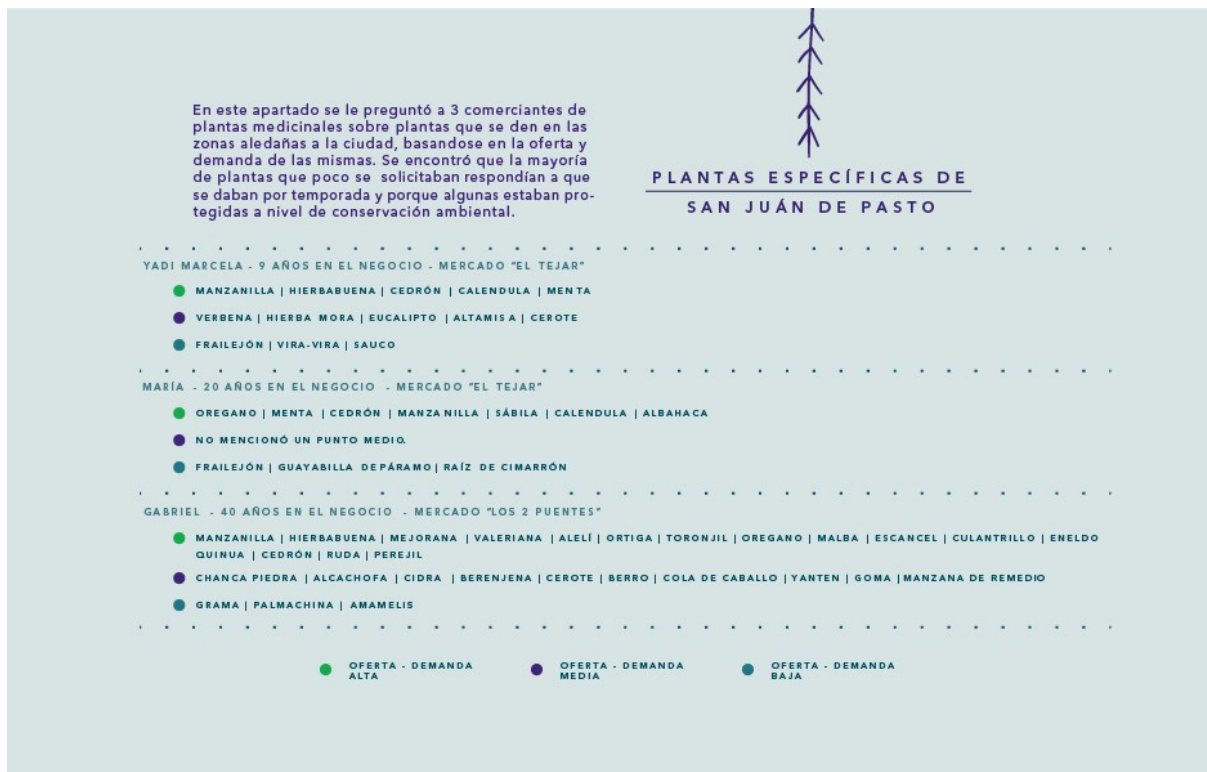 En este apartado se le preguntó a 3 comerciantes de
plantas medicinales sobre plantas que se den en las
zonas aledañas a la ciudad, basandose en la oferta y
demanda de las mismas. Se encontró que la mayoría
de plantas que poco se solicitaban respondían a que
se daban por temporada y porque algunas estaban pro-
tegidas a nivel de conservación ambiental.
PLANTAS ESPECÍFICAS DE
SAN JUÁN DE PASTO
YADI MARCELA - 9 AÑOS EN EL NEGOCIO - MERCADO "EL TEJAR"
MANZANILLA | HIERBABUENA | CEDRÓN | CALENDULA | MENTA
VERBENA | HIERBA MORA | EUCALIPTO | ALTAMISA | CEROTE
FRAILEJÓN | VIRA-VIRA | SAUCO
MARÍA - 20 AÑOS EN EL NEGOCIO - MERCADO "EL TEJAR"
OREGANO | MENTA | CEDRÓN | MANZANILLA | SÁBILA | CALENDULA | ALBAHACA
NO MENCIONÓ UN PUNTO MEDIO.
FRAILEJÓN | GUAYABILLA DE PÁRAMO | RAÍZ DE CIMARRÓN
GABRIEL - 40 AÑOS EN EL NEGOCIO - MERCADO "LOS 2 PUENTES"
MANZANILLA | HIERBABUENA | MEJORANA | VALERIANA | ALELÍ | ORTIGA | TORONJIL | OREGANO | MALBA | ESCANCEL | CULANTRILLO | ENELDO
QUINUA | CEDRÓN | RUDA | PEREJIL
CHANCA PIEDRA | ALCACHOFA | CIDRA | BERENJENA | CEROTE | BERRO | COLA DE CABALLO | YANTEN | GOMA | MANZANA DE REMEDIO
GRAMA | PALMACHINA | AMAMELIS
OFERTA - DEMANDA
ALTA
OFERTA - DEMANDA
MEDIA
OFERTA - DEMANDA
BAJA